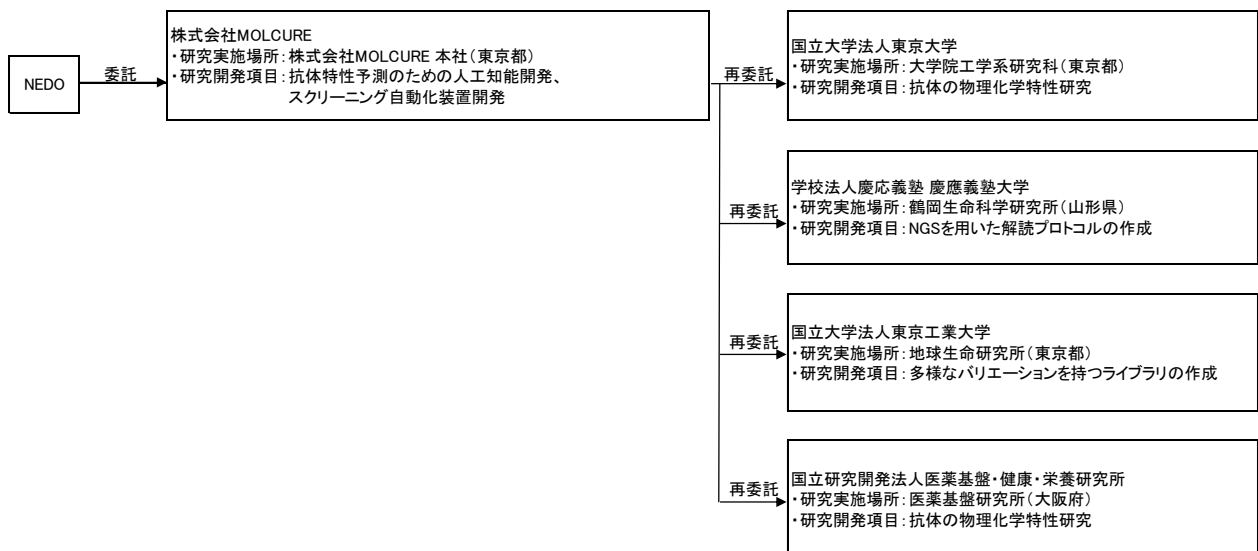 NEDO
委託
株式会社MOLCURE
・研究実施場所：株式会社MOLCURE 本社（東京都）
・研究開発項目：抗体特性予測のための人工知能開発、
スクリーニング自動化装置開発
再委託
国立大学法人東京大学
・研究実施場所：大学院工学系研究科（東京都）
・研究開発項目：抗体の物理化学特性研究
再委託
学校法人慶応義塾 慶應義塾大学
・研究実施場所：鶴岡生命科学研究所（山形県）
・研究開発項目：NGSを用いた解読プロトコルの作成
再委託
国立大学法人東京工業大学
・研究実施場所：地球生命研究所（東京都）
・研究開発項目：多様なバリエーションを持つライブラリの作成
再委託
国立研究開発法人医薬基盤・健康・栄養研究所
・研究実施場所：医薬基盤研究所（大阪府）
・研究開発項目：抗体の物理化学特性研究